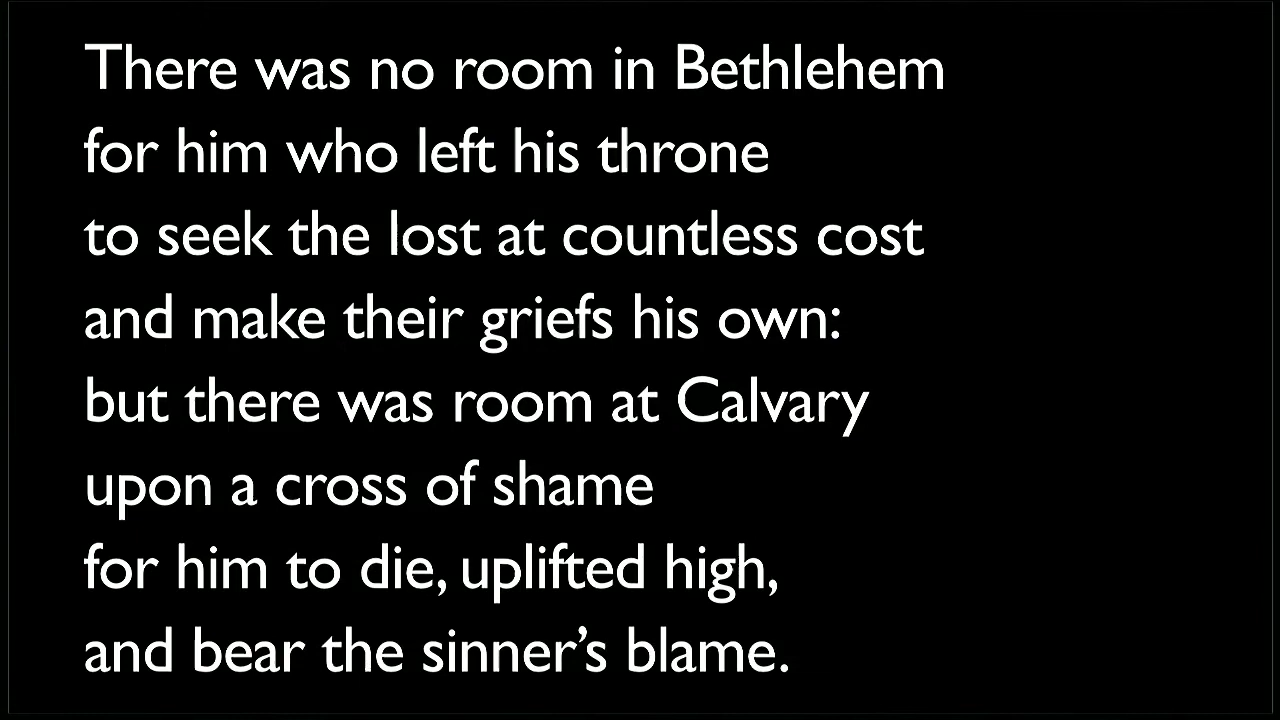 There was no room in Bethlehem
for him who left his throne
to seek the lost at countless cost
and make their griefs his own:
but there was room at Calvary
upon a cross of shame
for him to die, uplifted high,
and bear the sinner’s blame.